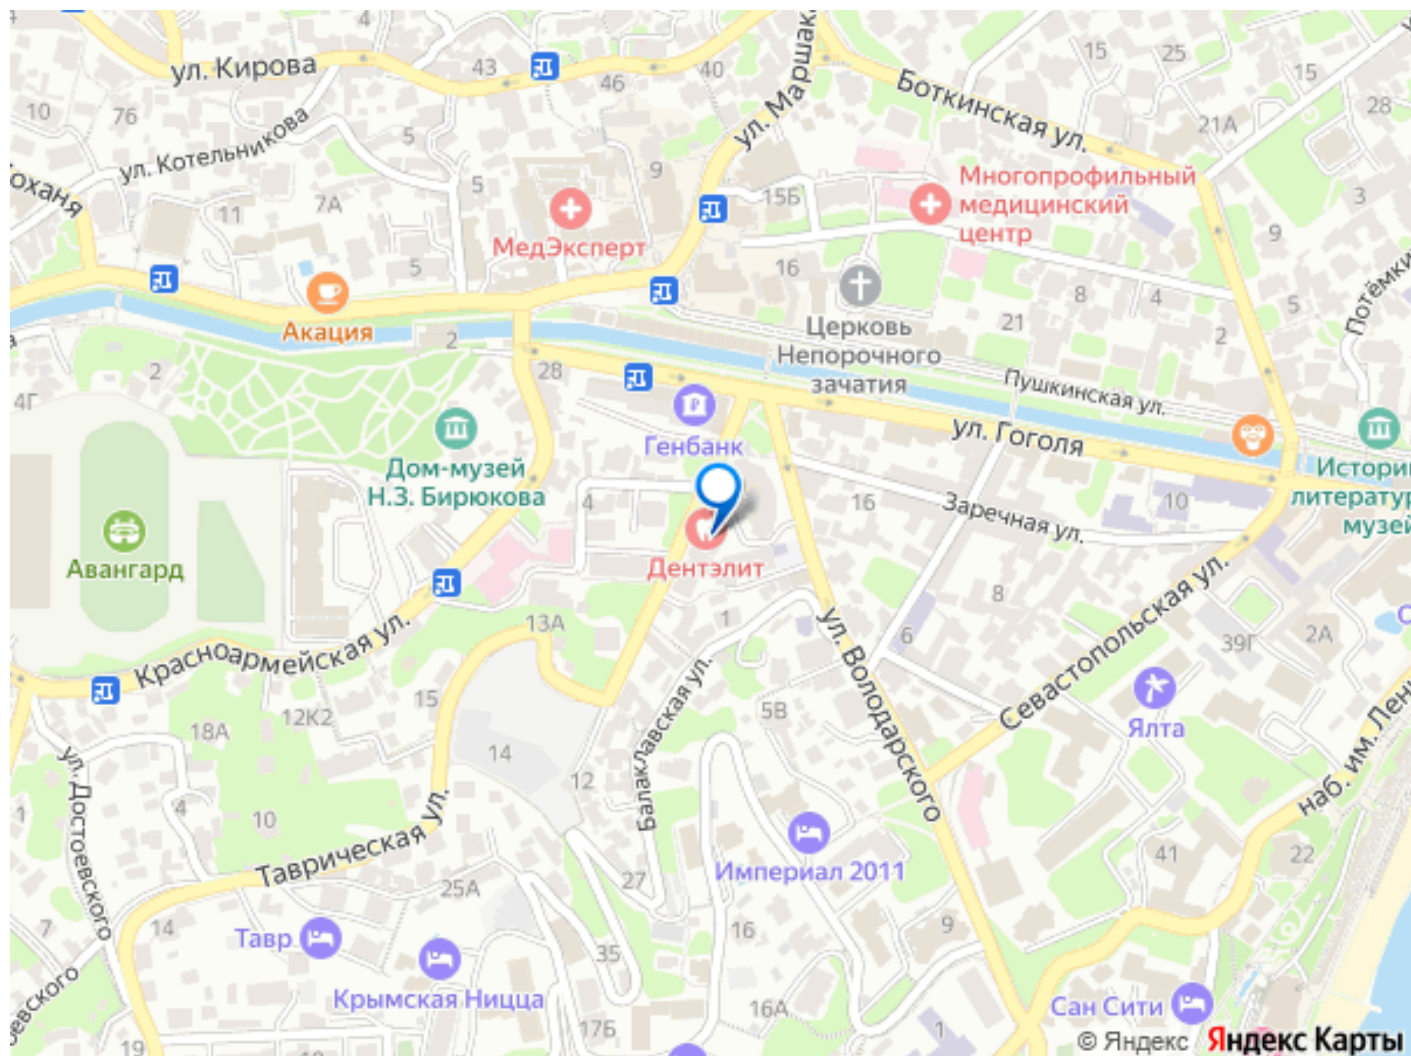 ул. Кирова
43
46
40
ул. Маршака
15
25
15
Боткинская ул.
28
21А
10
76
ул. Котельникова
5
9
5
15Б
Многопрофильный
медицинский
центр
3
11
7А
МедЭксперт
5
16
9
8
4
5
21
2
Акация
Церковь
Непорочного
зачатия
2
2
28
4Г
Пушкинская ул.
ул. Гоголя
Генбанк
Дом-музей
Н.З. Бирюкова
4
16
10
Заречная ул.
Авангард
Дентэлит
8
1
13А
6
39Г
2А
Красноармейская ул.
ул. Володарского
Севастопольская ул.
15
12К2
18А
5В
Ялта
14
12
Балаклавская ул.
ул. Достоевского
4
1
10
Таврическая ул.
наб. им.
Империал 2011
41
22
25А
27
7
14
Тавр
16
9
35
Крымская Ницца
16А
17Б
1
19
Сан Сити
© Яндекс Яндекс Карты